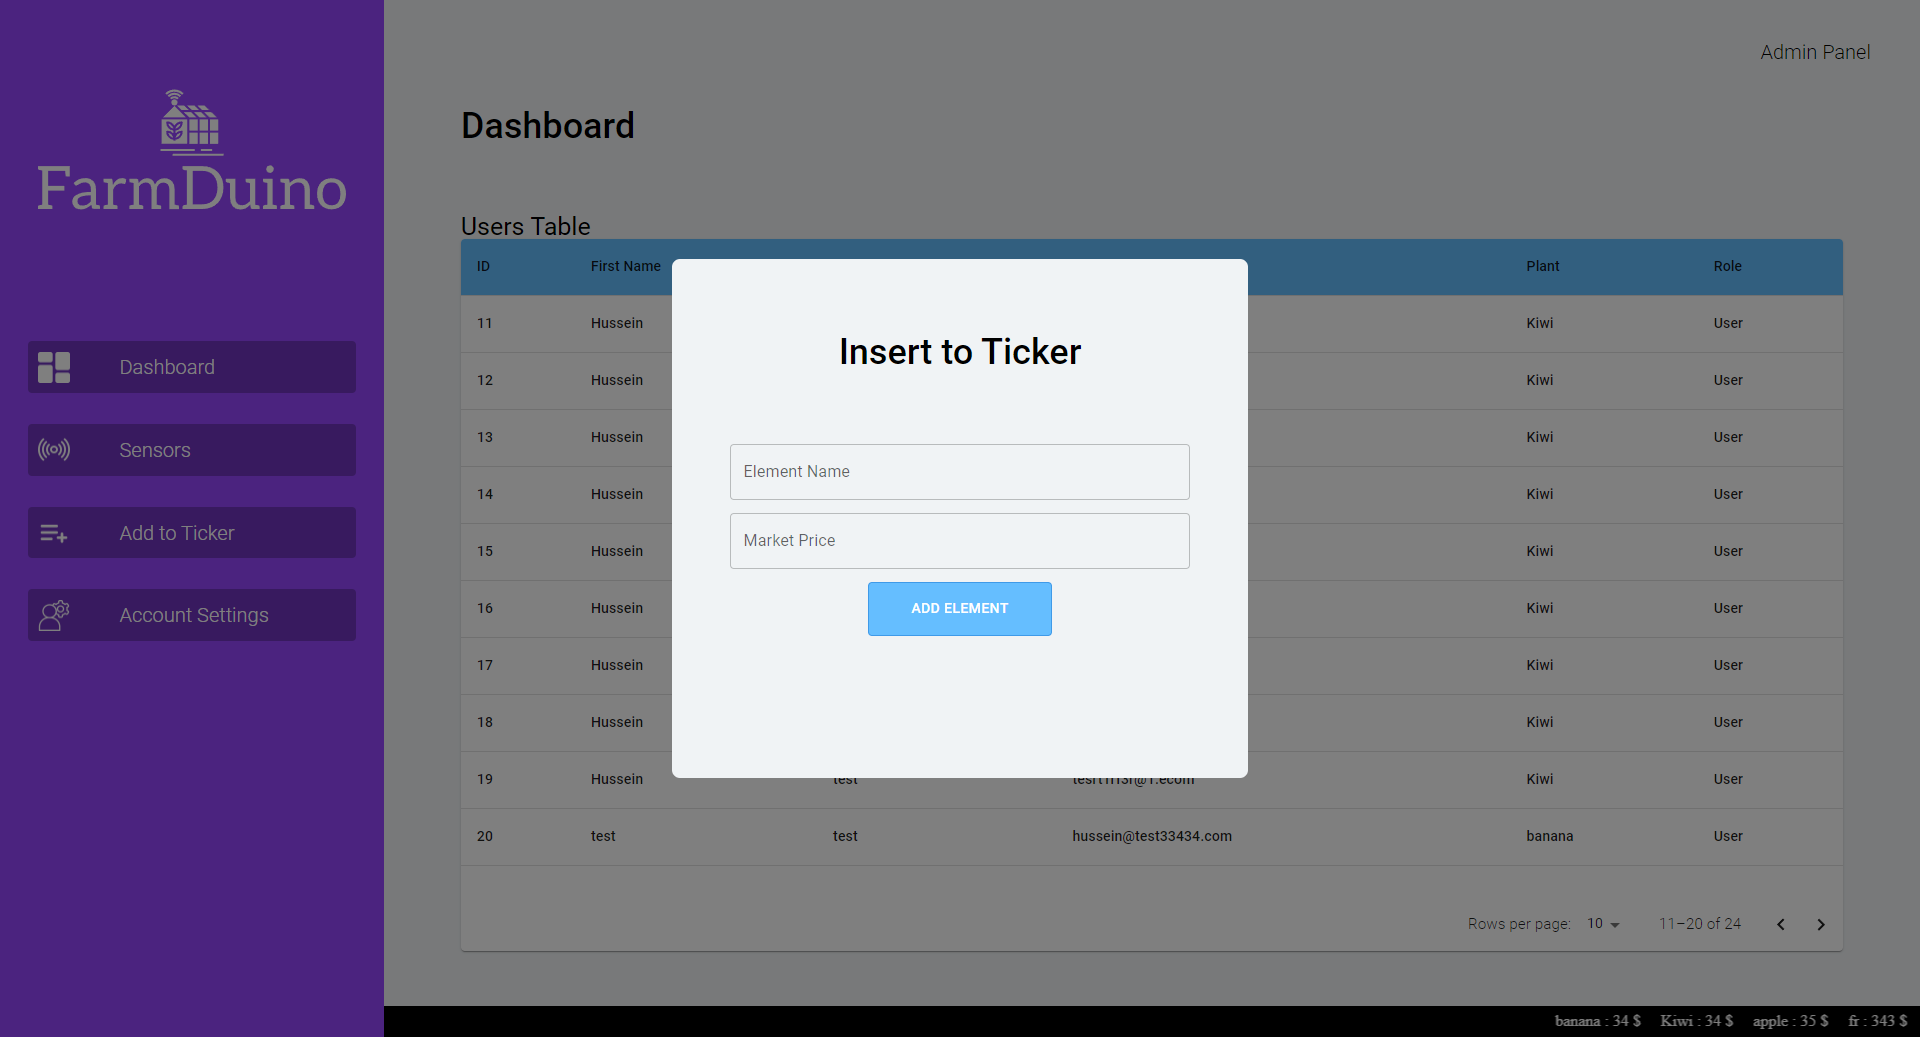 FarmDuino
Dashboard
Sensors
Add to Ticker
Account Settings
Admin Panel
Dashboard
Users Table
ID First Name Plant Role
11 Hussein Kiwi User
12 Hussein Kiwi User
13 Hussein Kiwi User
14 Hussein Kiwi User
15 Hussein Kiwi User
16 Hussein Kiwi User
17 Hussein Kiwi User
18 Hussein Kiwi User
19 Hussein test Kiwi User
20 test test hussein@test33434.com banana User
Rows per page: 10 11–20 of 24
Insert to Ticker
Element Name
Market Price
ADD ELEMENT
banana : 34 $ Kiwi : 34 $ apple : 35 $ fr : 343 $